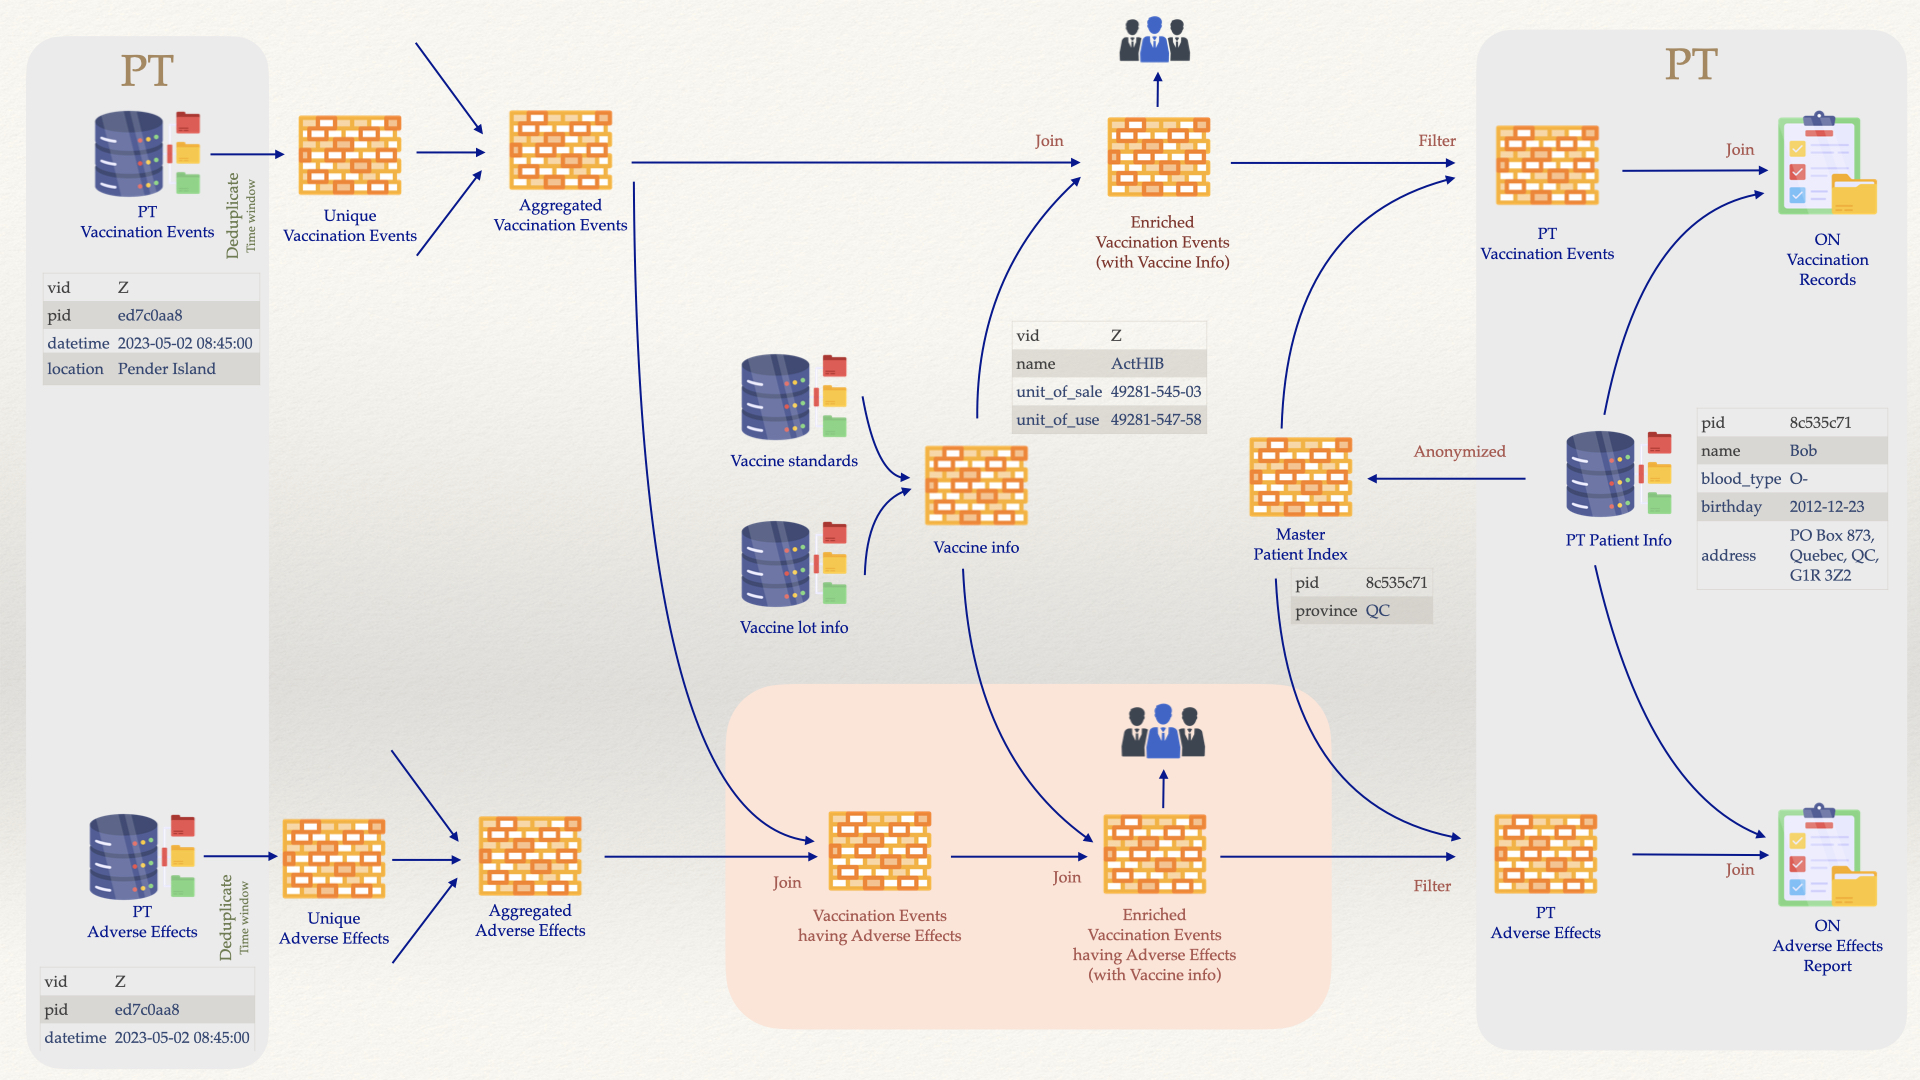 PT
PT
Vaccination Events
Deduplicate
Time window
vid Z
pid ed7c0aa8
datetime 2023-05-02 08:45:00
location Pender Island
Unique
Vaccination Events
Aggregated
Vaccination Events
Join
Enriched
Vaccination Events
(with Vaccine Info)
Filter
PT
PT
Vaccination Events
Join
ON
Vaccination
Records
Vaccine standards
Vaccine lot info
Vaccine info
vid Z
name ActHIB
unit_of_sale 49281-545-03
unit_of_use 49281-547-58
Master
Patient Index
pid 8c535c71
province QC
Anonymized
PT Patient Info
pid 8c535c71
name Bob
blood_type O-
birthday 2012-12-23
address PO Box 873,
Quebec, QC,
G1R 3Z2
PT
Adverse Effects
Deduplicate
Time window
vid Z
pid ed7c0aa8
datetime 2023-05-02 08:45:00
Unique
Adverse Effects
Aggregated
Adverse Effects
Join
Vaccination Events
having Adverse Effects
Join
Enriched
Vaccination Events
having Adverse Effects
(with Vaccine info)
Filter
PT
Adverse Effects
Join
ON
Adverse Effects
Report